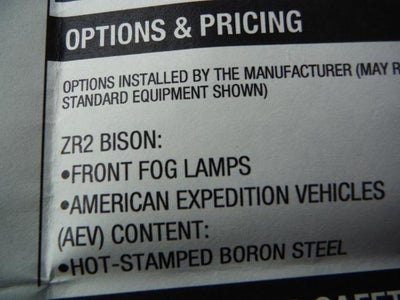 OPTIONS & PRICING
OPTIONS INSTALLED BY THE MANUFACTURER (MAY
STANDARD EQUIPMENT SHOWN)
ZR2 BISON:
•FRONT FOG LAMPS
•AMERICAN EXPEDITION VEHICLES
(AEV) CONTENT:
•HOT-STAMPED BORON STEEL